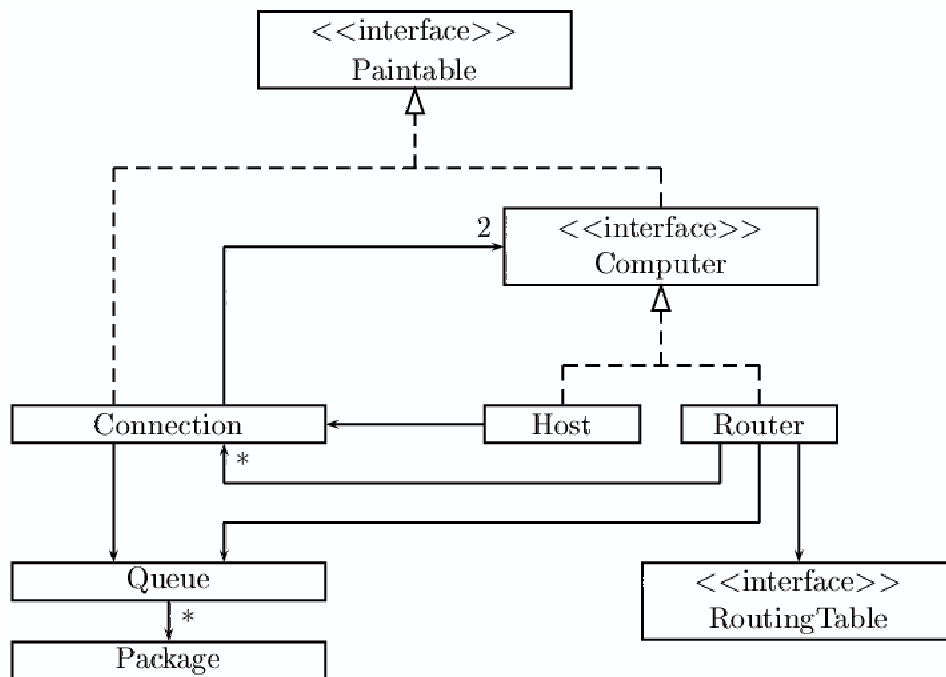 <<interface>>
Paintable
2
<<interface>>
Computer
Connection
Host
Router
*
Queue
<<interface>>
RoutingTable
*
Package